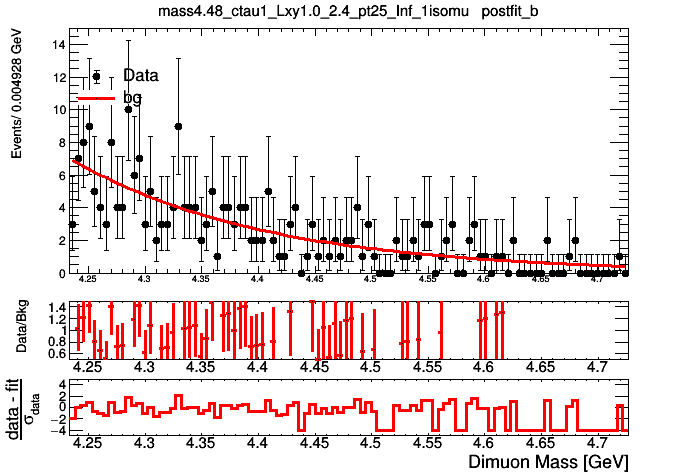 mass4.48_ctau1_Lxy1.0_2.4_pt25_Inf_1isomu postfit_b
Events/ 0.004928 GeV
14
12
10
8
6
4
2
0
Data
bg
4.25 4.3 4.35 4.4 4.45 4.5 4.55 4.6 4.65 4.7
Data/Bkg
1.4
1.2
1
0.8
0.6
4.25 4.3 4.35 4.4 4.45 4.5 4.55 4.6 4.65 4.7
data - fit
σdata
4
2
0
−2
−4
4.25 4.3 4.35 4.4 4.45 4.5 4.55 4.6 4.65 4.7
Dimuon Mass [GeV]